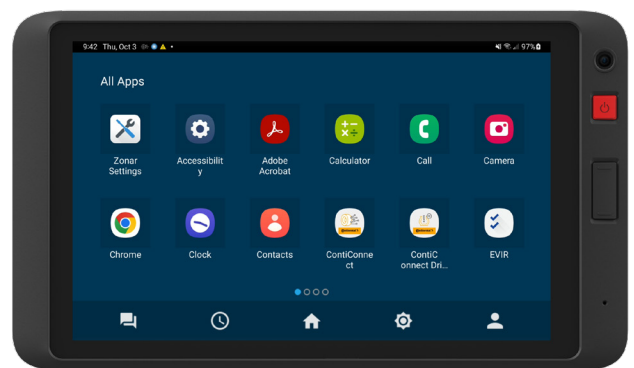 9:42 Thu, Oct 3 97%
All Apps
Zonar
Settings
Accessibilit
y
Adobe
Acrobat
Calculator
Call
Camera
Chrome
Clock
Contacts
ContiConne
ct
ContiC
onnect Dri...
EVIR